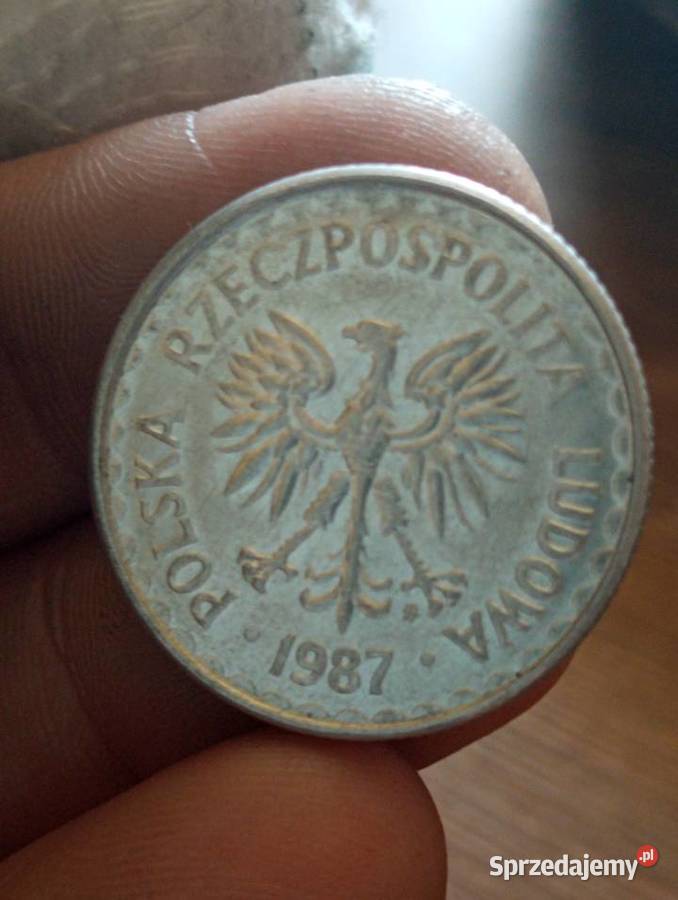 POLSKA RZECZPOSPOLITA LUDOWA
· 1987 ·
Sprzedajemy.pl